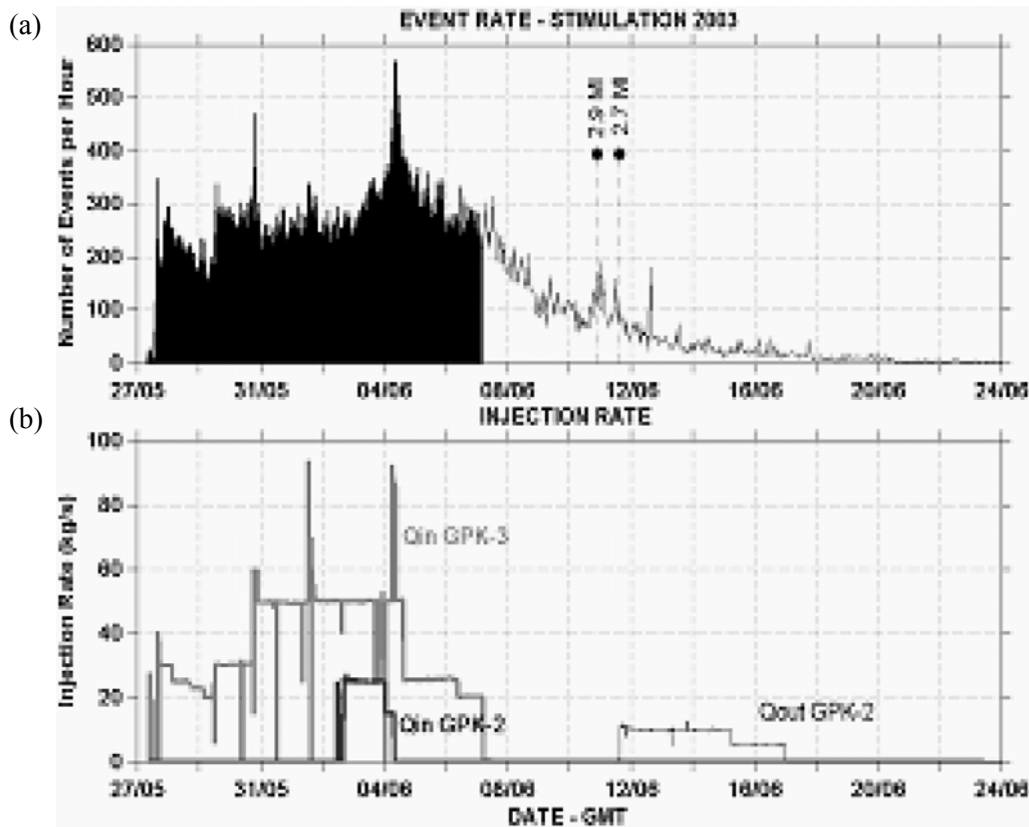 (a)
EVENT RATE - STIMULATION 2003
Number of Events per Hour
600
500
400
300
200
100
0
2.9 Ml
2.7 Ml
27/05 31/05 04/06 08/06 12/06 16/06 20/06 24/06
(b)
INJECTION RATE
Injection Rate (kg/s)
100
80
60
40
20
0
Qin GPK-3
Qin GPK-2
Qout GPK-2
27/05 31/05 04/06 08/06 12/06 16/06 20/06 24/06
DATE - GMT